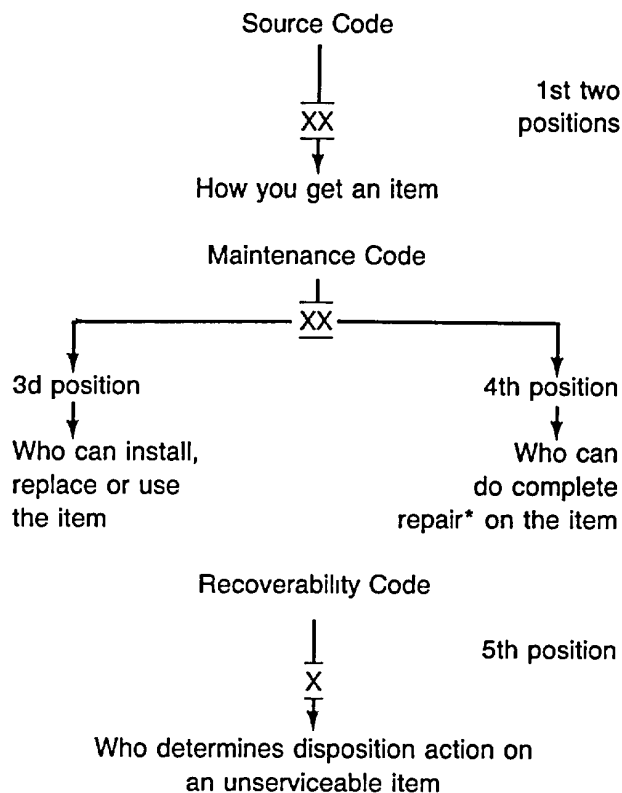 Source Code
1st two
XX
positions
How you get an item
Maintenance Code
XX
3d position
4th position
Who can install,
replace or use
the item
Who can
do complete
repair* on the item
Recoverability Code
5th position
X
Who determines disposition action on
an unserviceable item